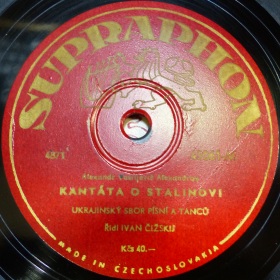 SUPRAPHON
KANTÁTA O STALINOVI
UKRAJINSKÝ SBOR PÍSNÍ A TANCŮ
Řídí IVAN ČIŽSKIJ
Kčs 40.—
MADE IN CZECHOSLOVAKIA